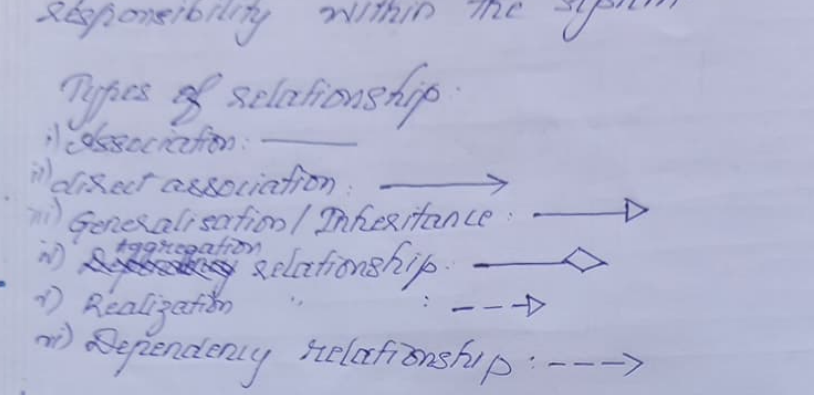 responsibility within the system
Types of relationship:
i) Association:
ii) direct association:
iii) Generalisation / Inheritance:
iv) Aggregation relationship:
v) Realization " :
vi) Dependency relationship: